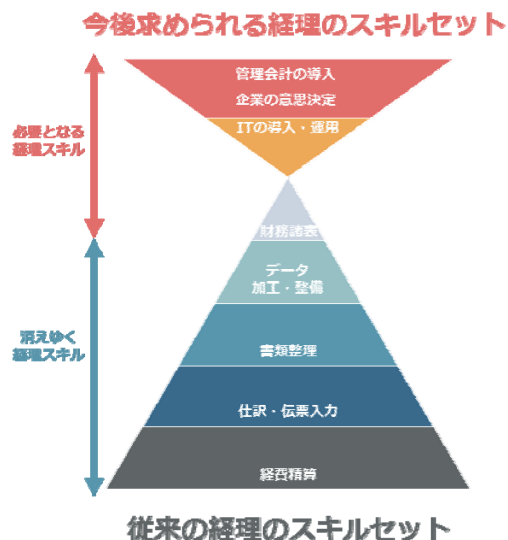 今後求められる経理のスキルセット
管理会計の導入
企業の意思決定
ITの導入・運用
必要となる
経理スキル
財務諸表
データ
加工・整備
消えゆく
経理スキル
書類整理
仕訳・伝票入力
経費精算
従来の経理のスキルセット